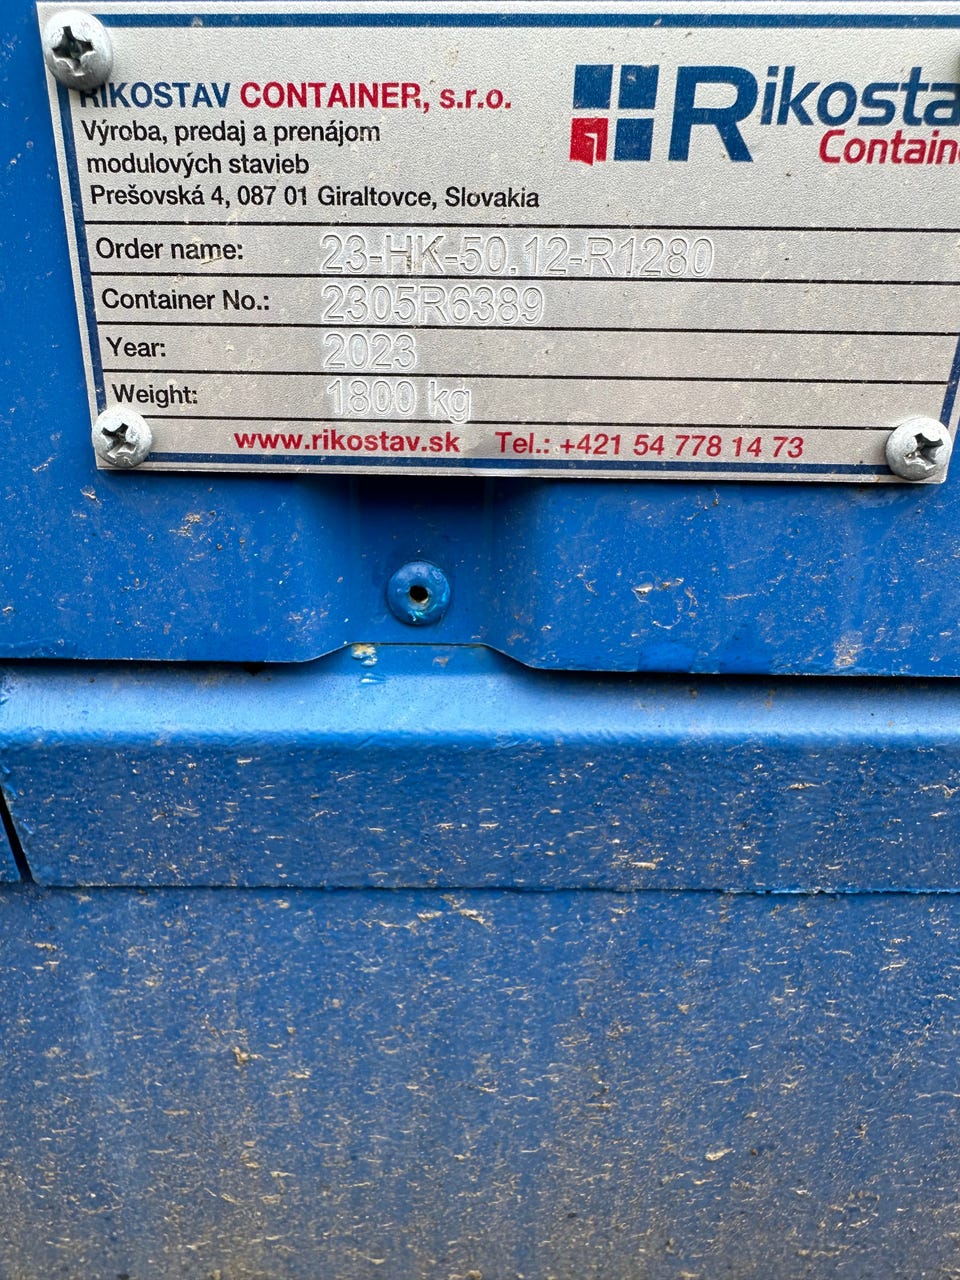 RIKOSTAV CONTAINER, s.r.o.
Výroba, predaj a prenájom
modulových stavieb
Prešovská 4, 087 01 Giraltovce, Slovakia
Rikosta
Contain
Order name: 23-HK-50.12-R1280
Container No.: 2305R6389
Year: 2023
Weight: 1800 kg
www.rikostav.sk Tel.: +421 54 778 14 73